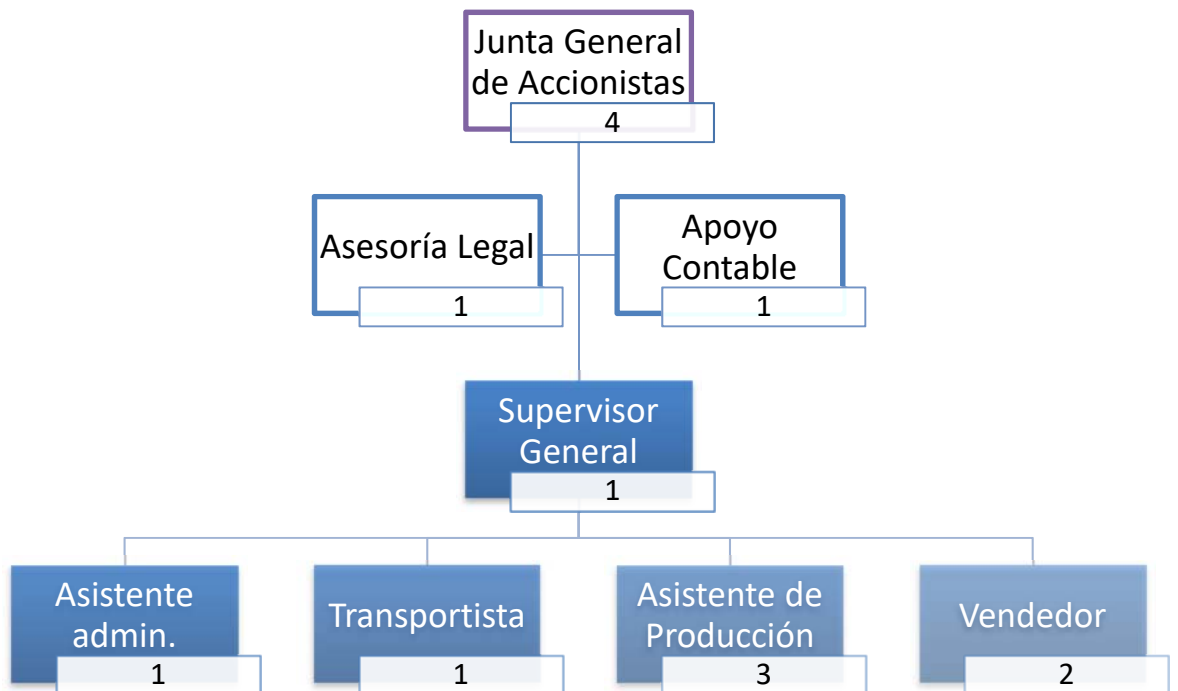 Junta General
de Accionistas
4
Asesoría Legal
1
Apoyo
Contable
1
Supervisor
General
1
Asistente
admin.
1
Transportista
1
Asistente de
Producción
3
Vendedor
2